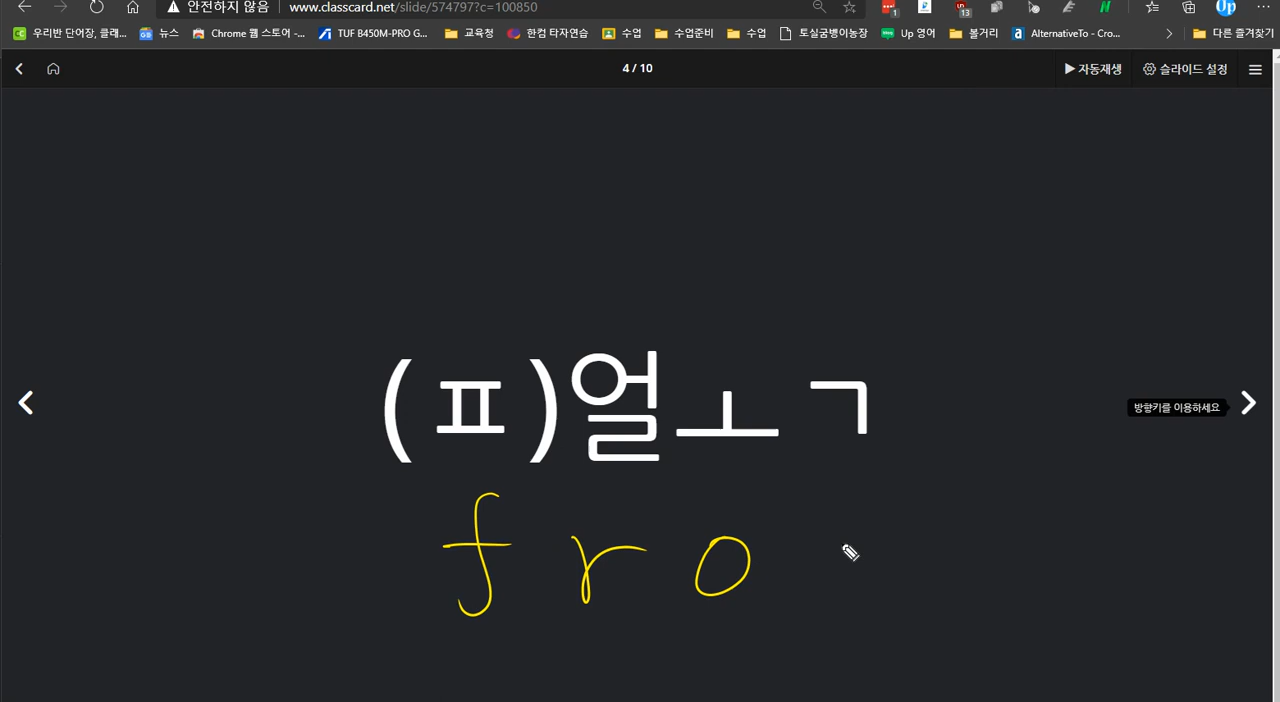 안전하지 않음 www.classcard.net/slide/574797?c=100850 1 13 Up
우리반 단어장, 클래... 뉴스 Chrome 웹 스토어 -... TUF B450M-PRO G... 교육청 한컴 타자연습 수업 수업준비 수업 토실굼벵이농장 Up 영어 볼거리 AlternativeTo - Cro... 다른 즐겨찾기
4 / 10 자동재생 슬라이드 설정
(ㅍ)얼ㅗㄱ
방향키를 이용하세요
f r o